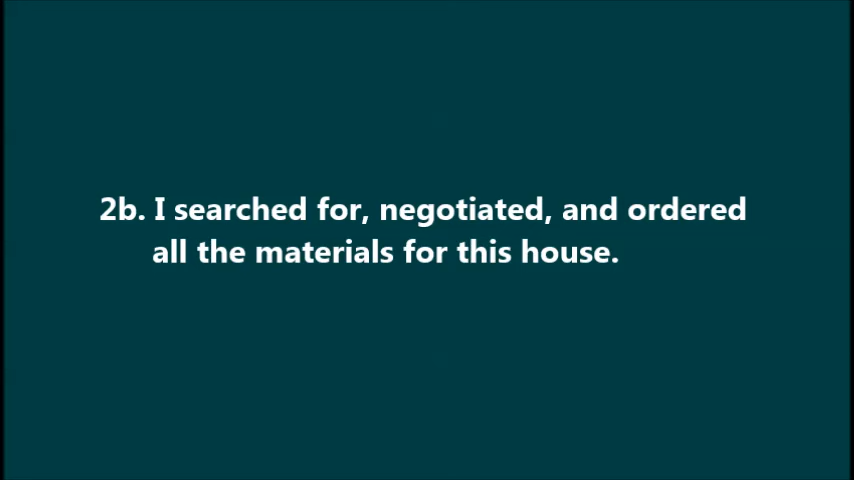 2b. I searched for, negotiated, and ordered
all the materials for this house.